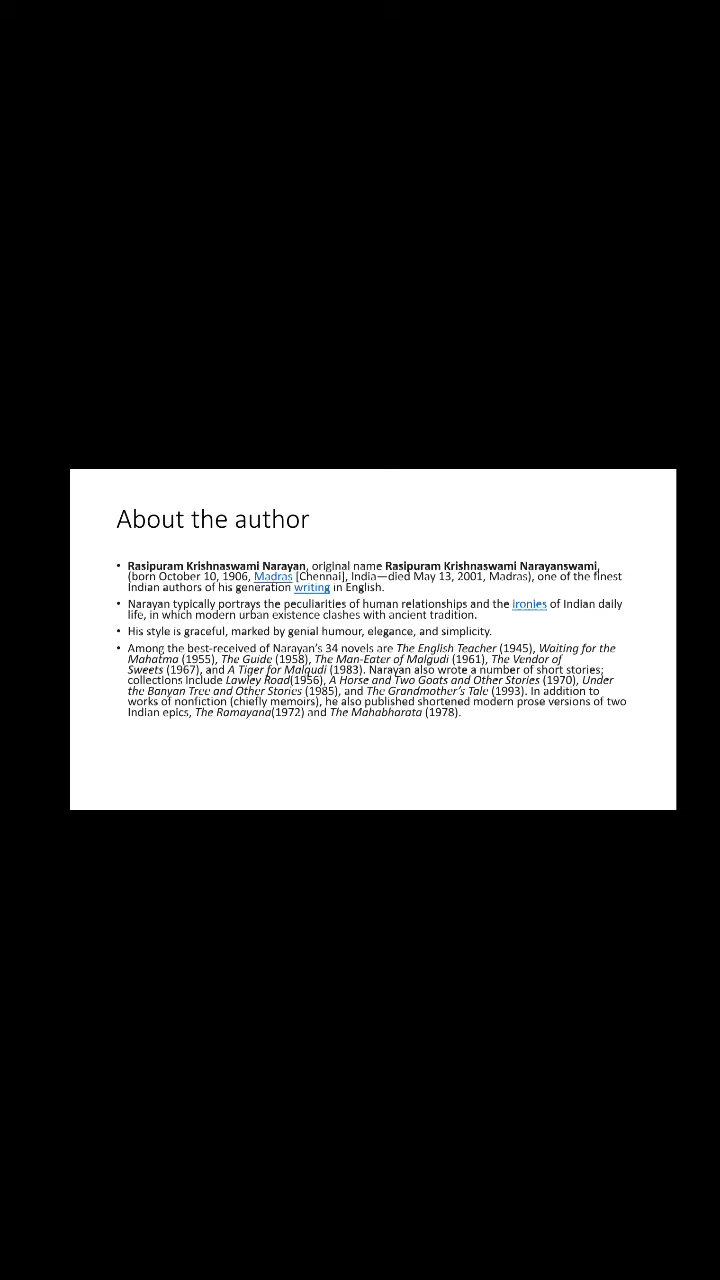 About the author
• Rasipuram Krishnaswami Narayan, original name Rasipuram Krishnaswami Narayanswami,
(born October 10, 1906, Madras [Chennai], India—died May 13, 2001, Madras), one of the finest
Indian authors of his generation writing in English.
• Narayan typically portrays the peculiarities of human relationships and the ironies of Indian daily
life, in which modern urban existence clashes with ancient tradition.
• His style is graceful, marked by genial humour, elegance, and simplicity.
• Among the best-received of Narayan's 34 novels are The English Teacher (1945), Waiting for the
Mahatma (1955), The Guide (1958), The Man-Eater of Malgudi (1961), The Vendor of
Sweets (1967), and A Tiger for Malgudi (1983). Narayan also wrote a number of short stories;
collections include Lawley Road(1956), A Horse and Two Goats and Other Stories (1970), Under
the Banyan Tree and Other Stories (1985), and The Grandmother's Tale (1993). In addition to
works of nonfiction (chiefly memoirs), he also published shortened modern prose versions of two
Indian epics, The Ramayana(1972) and The Mahabharata (1978).